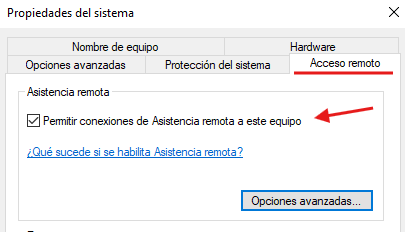 Propiedades del sistema
Nombre de equipo
Hardware
Opciones avanzadas
Protección del sistema
Acceso remoto
Asistencia remota
Permitir conexiones de Asistencia remota a este equipo
¿Qué sucede si se habilita Asistencia remota?
Opciones avanzadas...